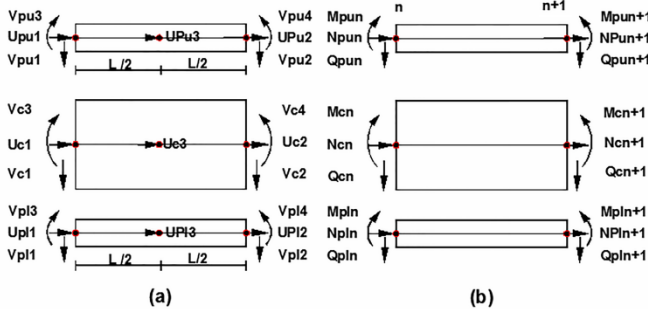 Vpu3 Vpu4
Upu1 UPu3 UPu2
Vpu1 Vpu2
L /2 L/2
Vc3 Vc4
Uc1 Uc3 Uc2
Vc1 Vc2
Vpl3 Vpl4
Upl1 UPl3 UPl2
Vpl1 Vpl2
L /2 L/2
(a)
n n+1
Mpun Mpun+1
Npun NPun+1
Qpun Qpun+1
Mcn Mcn+1
Ncn Ncn+1
Qcn Qcn+1
Mpln Mpln+1
Npln NPln+1
Qpln Qpln+1
(b)